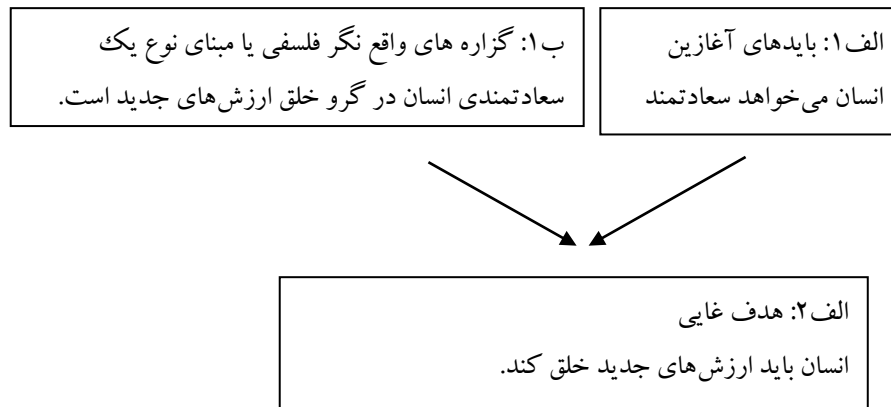 الف۱: بایدهای آغازین
انسان می‌خواهد سعادتمند
ب۱: گزاره های واقع نگر فلسفی یا مبنای نوع یک
سعادتمندی انسان در گرو خلق ارزش‌های جدید است.
الف۲: هدف غایی
انسان باید ارزش‌های جدید خلق کند.